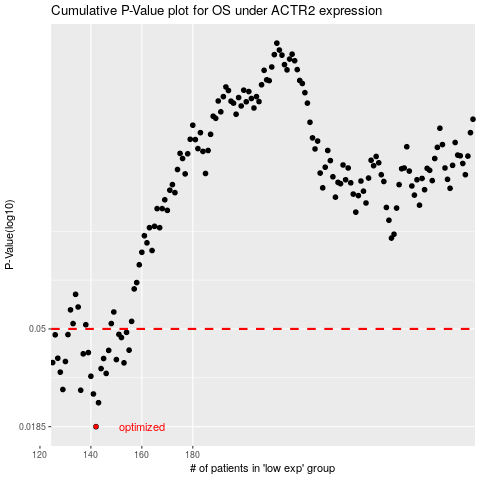 Cumulative P-Value plot for OS under ACTR2 expression
P-Value(log10)
0.05
0.0185
optimized
120 140 160 180
# of patients in 'low exp' group